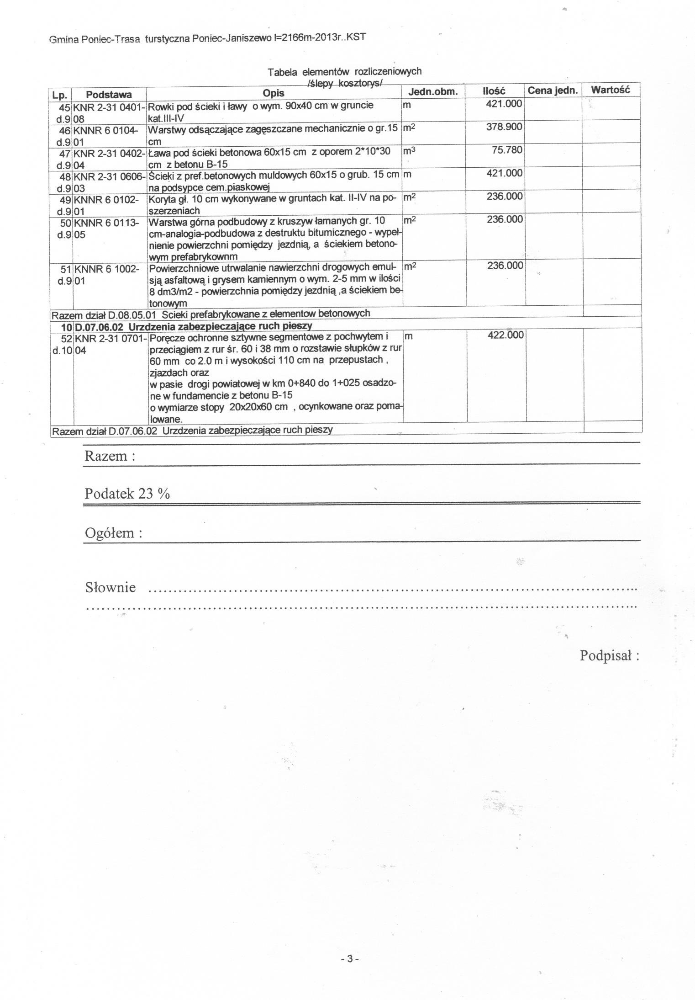 Gmina Poniec-Trasa turstyczna Poniec-Janiszewo l=2166m-2013r..KST
Tabela elementów rozliczeniowych
/ślepy kosztorys/
Lp. Podstawa Opis Jedn.obm. Ilość Cena jedn. Wartość
45 KNR 2-31 0401- Rowki pod ścieki i ławy o wym. 90x40 cm w gruncie m 421.000
d.9 08 kat.III-IV
46 KNNR 6 0104- Warstwy odsączające zagęszczane mechanicznie o gr.15 m2 378.900
d.9 01 cm
47 KNR 2-31 0402- Ława pod ścieki betonowa 60x15 cm z oporem 2*10*30 m3 75.780
d.9 04 cm z betonu B-15
48 KNR 2-31 0606- Ścieki z pref.betonowych muldowych 60x15 o grub. 15 cm m 421.000
d.9 03 na podsypce cem.piaskowej
49 KNNR 6 0102- Koryta gł. 10 cm wykonywane w gruntach kat. II-IV na po- m2 236.000
d.9 01 szerzeniach
50 KNNR 6 0113- Warstwa górna podbudowy z kruszyw łamanych gr. 10 m2 236.000
d.9 05 cm-analogia-podbudowa z destruktu bitumicznego - wypeł-
nienie powierzchni pomiędzy jezdnią, a ściekiem betono-
wym prefabrykownm
51 KNNR 6 1002- Powierzchniowe utrwalanie nawierzchni drogowych emul- m2 236.000
d.9 01 sją asfaltową i grysem kamiennym o wym. 2-5 mm w ilości
8 dm3/m2 - powierzchnia pomiędzy jezdnią ,a ściekiem be-
tonowym
Razem dział D.08.05.01 Scieki prefabrykowane z elementow betonowych
10 D.07.06.02 Urzdzenia zabezpieczające ruch pieszy
52 KNR 2-31 0701- Poręcze ochronne sztywne segmentowe z pochwytem i m 422.000
d.10 04 przeciągiem z rur śr. 60 i 38 mm o rozstawie słupków z rur
60 mm co 2.0 m i wysokości 110 cm na przepustach ,
zjazdach oraz
w pasie drogi powiatowej w km 0+840 do 1+025 osadzo-
ne w fundamencie z betonu B-15
o wymiarze stopy 20x20x60 cm , ocynkowane oraz poma-
lowane.
Razem dział D.07.06.02 Urzdzenia zabezpieczające ruch pieszy
Razem :
Podatek 23 %
Ogółem :
Słownie ..........................................................................................
..........................................................................................
Podpisał :
- 3 -